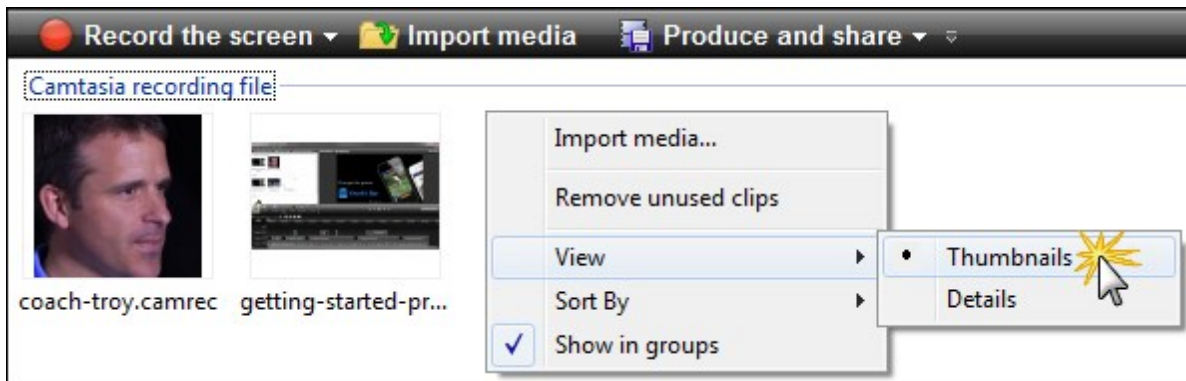 Record the screen Import media Produce and share
Camtasia recording file
coach-troy.camrec getting-started-pr...
Import media...
Remove unused clips
View
Sort By
Show in groups
Thumbnails
Details